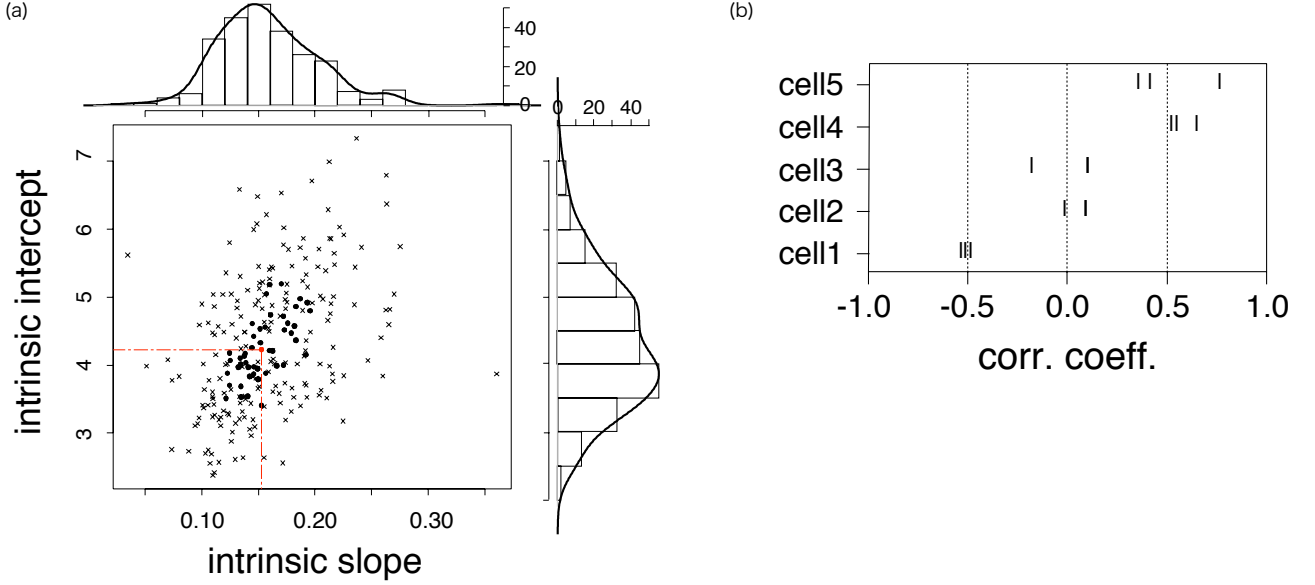 (a)
40
20
0
0 20 40
7
6
5
4
3
intrinsic intercept
0.10 0.20 0.30
intrinsic slope
(b)
cell5
cell4
cell3
cell2
cell1
-1.0 -0.5 0.0 0.5 1.0
corr. coeff.